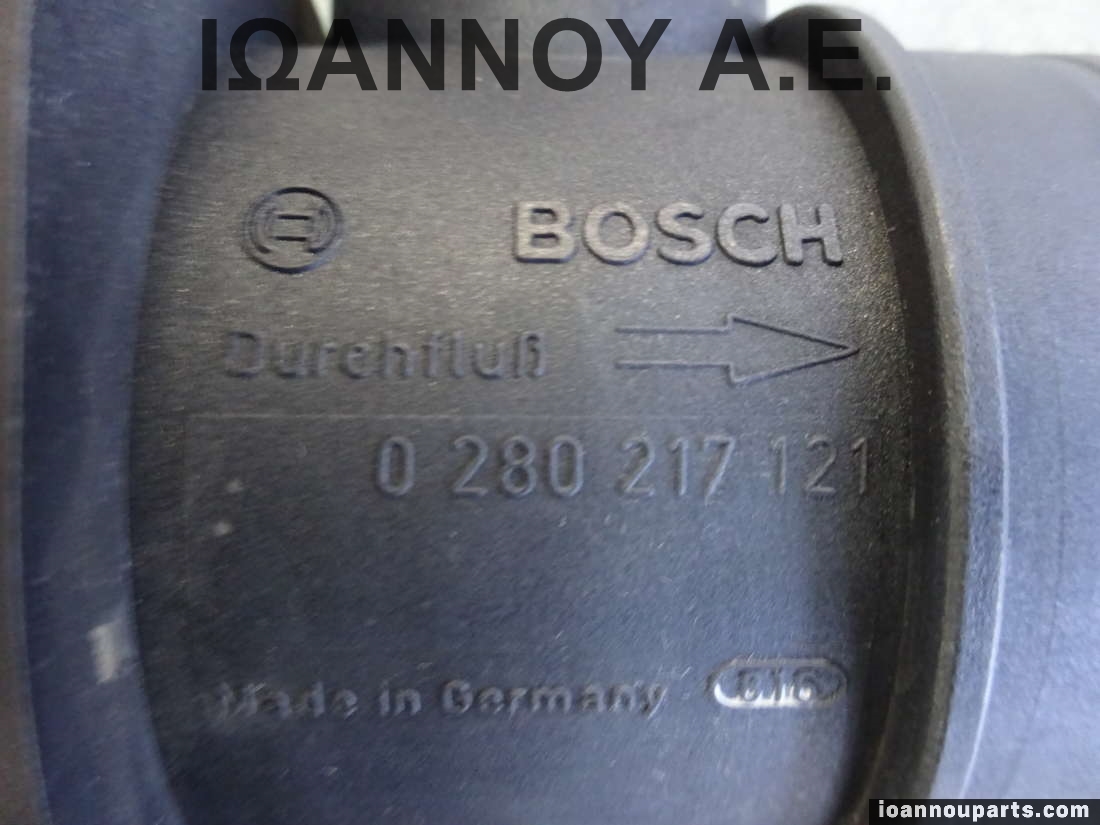 ΙΩΑΝΝΟΥ Α.Ε.
BOSCH
Durchfluß
0 280 217 121
Made in Germany
ioannouparts.com